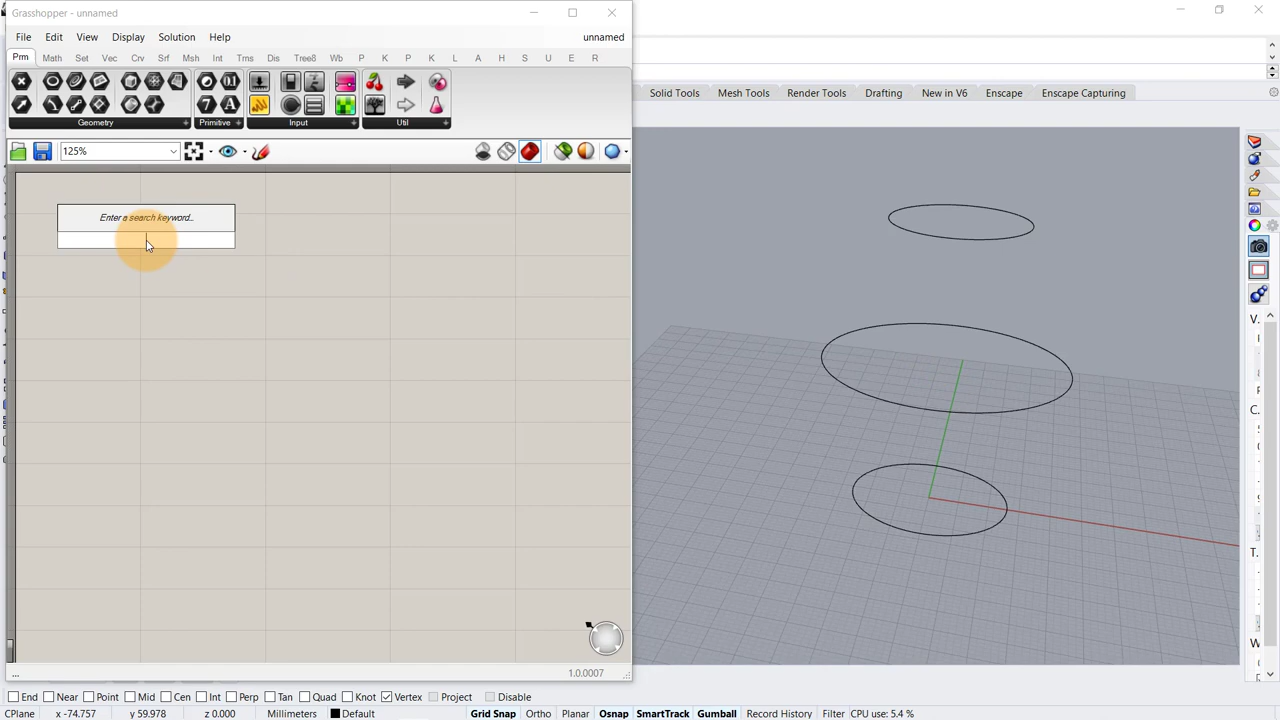 Grasshopper - unnamed
File Edit View Display Solution Help unnamed
Prm Math Set Vec Crv Srf Msh Int Trns Dis Tree8 Wb P K P K L A H S U E R
Geometry Primitive Input Util
125%
Enter a search keyword...
Solid Tools Mesh Tools Render Tools Drafting New in V6 Enscape Enscape Capturing
V.
C.
T.
... 1.0.0007
End Near Point Mid Cen Int Perp Tan Quad Knot Vertex Project Disable
CPlane x -74.757 y 59.978 z 0.000 Millimeters Default Grid Snap Ortho Planar Osnap SmartTrack Gumball Record History Filter CPU use: 5.4 %